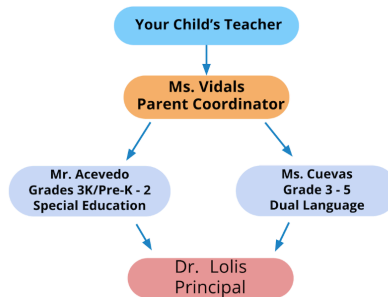 Your Child's Teacher
Ms. Vidals
Parent Coordinator
Mr. Acevedo
Grades 3K/Pre-K - 2
Special Education
Ms. Cuevas
Grade 3 - 5
Dual Language
Dr. Lolis
Principal